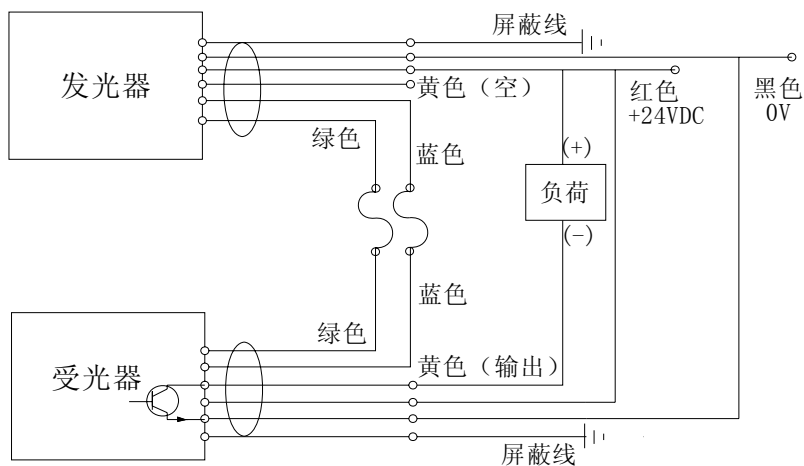 屏蔽线
发光器
黄色（空）
红色
+24VDC
黑色
0V
绿色
蓝色
(+)
负荷
(-)
蓝色
绿色
黄色（输出）
受光器
屏蔽线